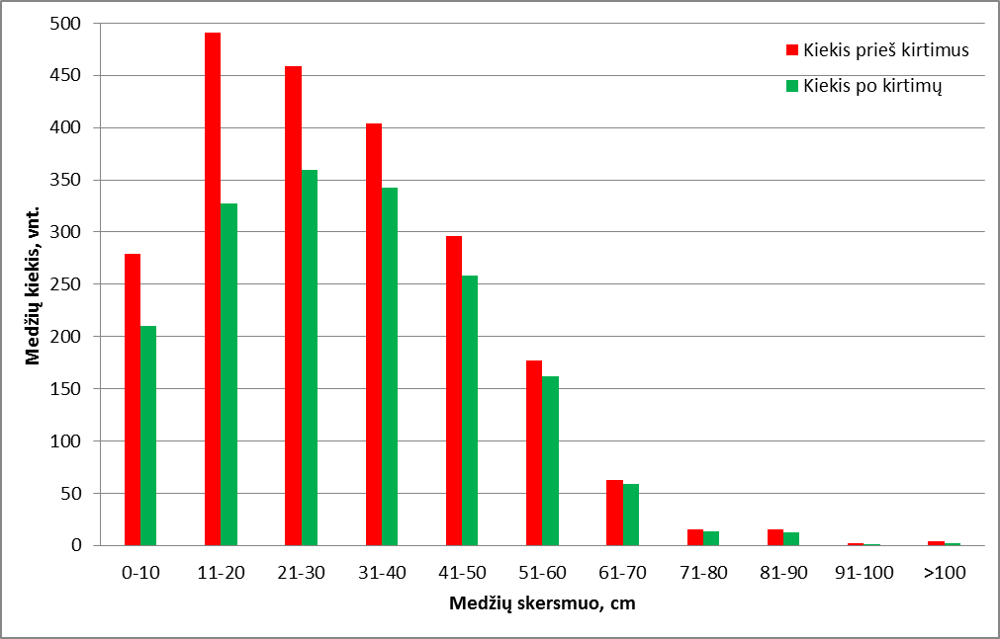 500
450
400
350
300
250
200
150
100
50
0
Medžių kiekis, vnt.
Kiekis prieš kirtimus
Kiekis po kirtimų
0-10 11-20 21-30 31-40 41-50 51-60 61-70 71-80 81-90 91-100 >100
Medžių skersmuo, cm